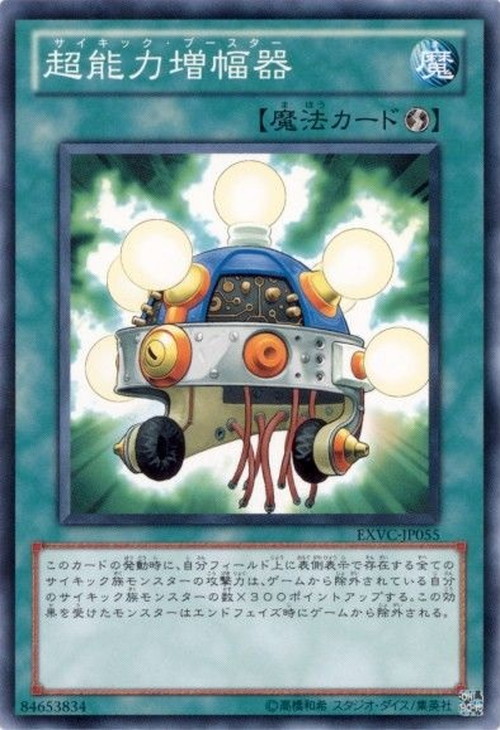 サイキック・ブースター
超能力増幅器
魔
まほう
【魔法カード】
EXVC-JP055
このカードの発動時に、自分フィールド上に表側表示で存在する全ての
サイキック族モンスターの攻撃力は、ゲームから除外されている自分
のサイキック族モンスターの数×300ポイントアップする。この効
果を受けたモンスターはエンドフェイズ時にゲームから除外される。
84653834
©高橋和希 スタジオ・ダイス/集英社